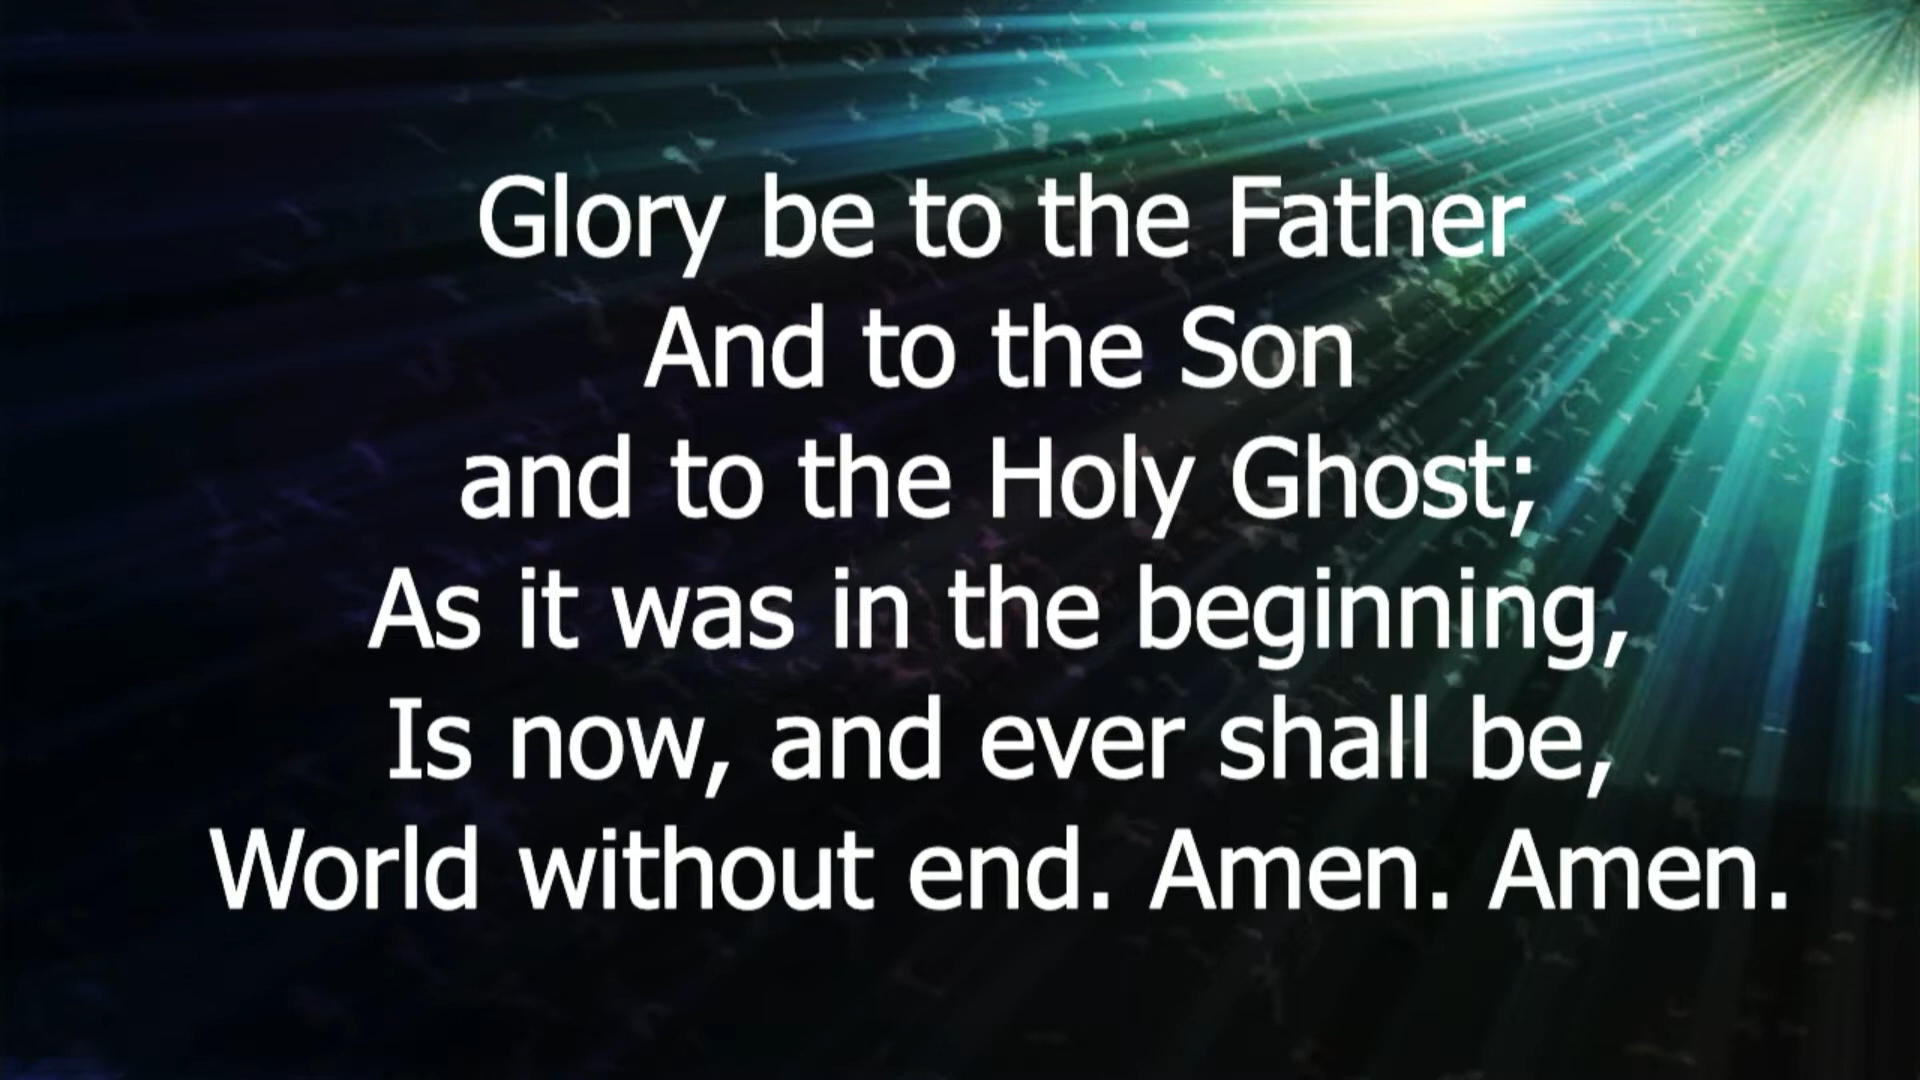 Glory be to the Father
And to the Son
and to the Holy Ghost;
As it was in the beginning,
Is now, and ever shall be,
World without end. Amen. Amen.